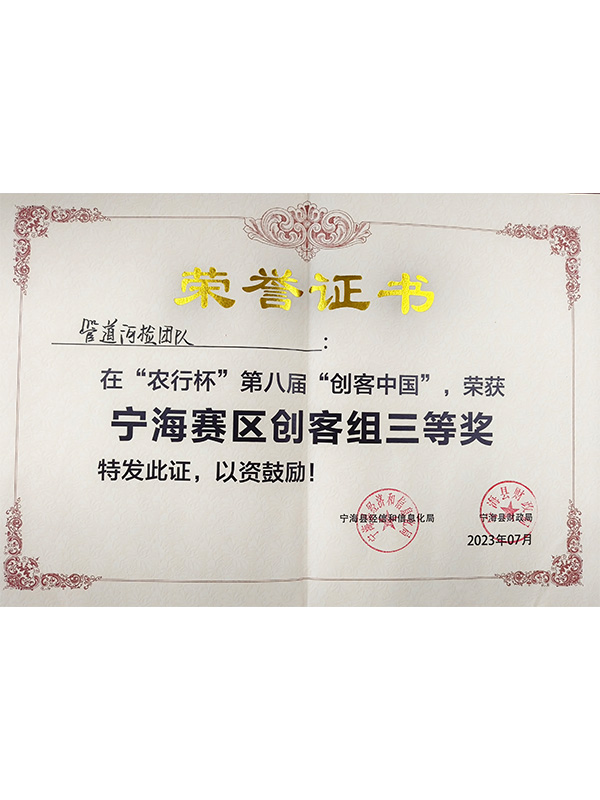 荣誉证书
管道河检团队:
在“农行杯”第八届“创客中国”,荣获
宁海赛区创客组三等奖
特发此证,以资鼓励!
宁海县经信和信息化局 宁海县财政局
2023年07月